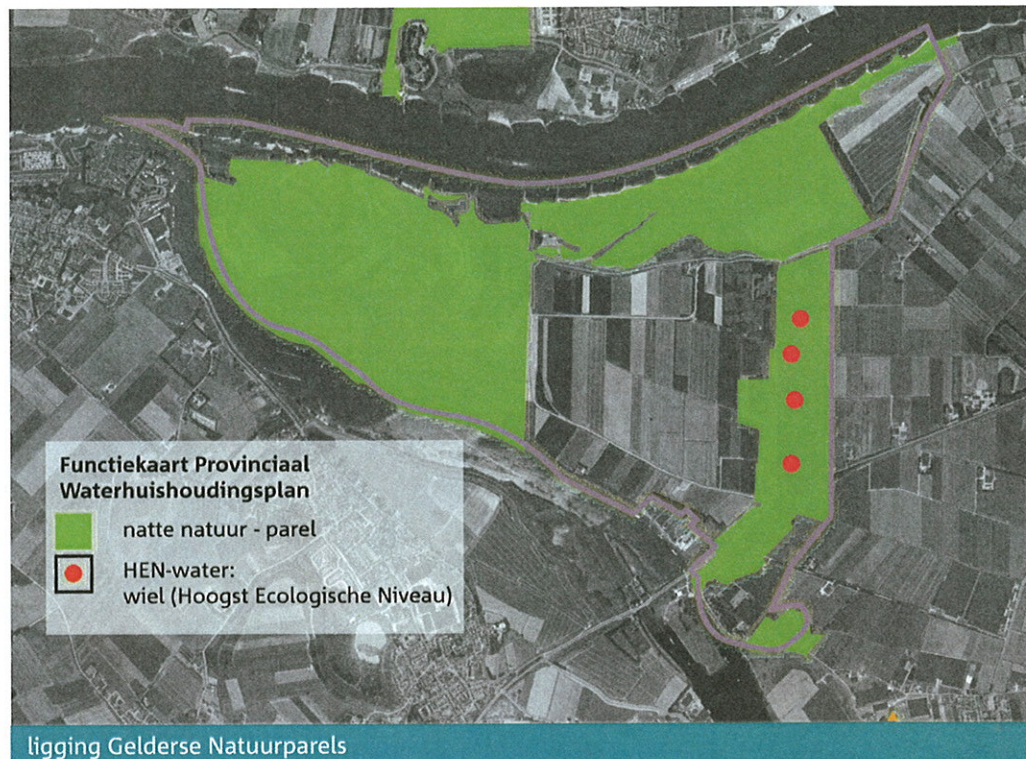 Functiekaart Provinciaal
Waterhuishoudingsplan
natte natuur - parel
HEN-water:
wiel (Hoogst Ecologische Niveau)
ligging Gelderse Natuurparels